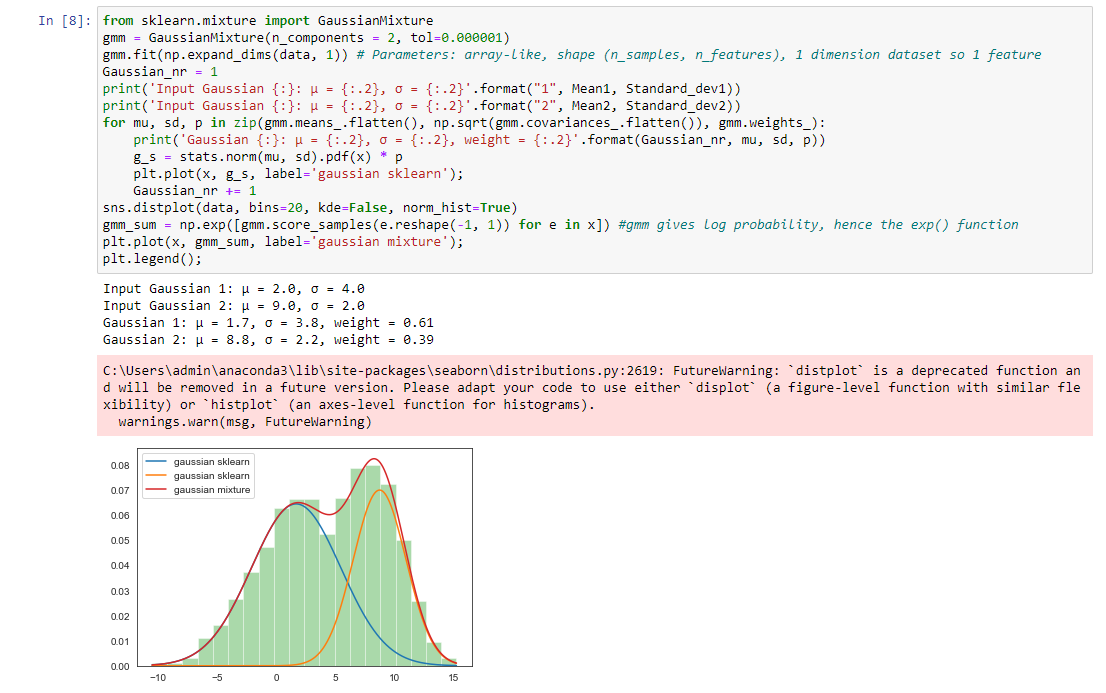 In [8]:
from sklearn.mixture import GaussianMixture
gmm = GaussianMixture(n_components = 2, tol=0.000001)
gmm.fit(np.expand_dims(data, 1)) # Parameters: array-like, shape (n_samples, n_features), 1 dimension dataset so 1 feature
Gaussian_nr = 1
print('Input Gaussian {:}: μ = {:.2}, σ = {:.2}'.format("1", Mean1, Standard_dev1))
print('Input Gaussian {:}: μ = {:.2}, σ = {:.2}'.format("2", Mean2, Standard_dev2))
for mu, sd, p in zip(gmm.means_.flatten(), np.sqrt(gmm.covariances_.flatten()), gmm.weights_):
    print('Gaussian {:}: μ = {:.2}, σ = {:.2}, weight = {:.2}'.format(Gaussian_nr, mu, sd, p))
    g_s = stats.norm(mu, sd).pdf(x) * p
    plt.plot(x, g_s, label='gaussian sklearn');
    Gaussian_nr += 1
sns.distplot(data, bins=20, kde=False, norm_hist=True)
gmm_sum = np.exp([gmm.score_samples(e.reshape(-1, 1)) for e in x]) #gmm gives log probability, hence the exp() function
plt.plot(x, gmm_sum, label='gaussian mixture');
plt.legend();
Input Gaussian 1: μ = 2.0, σ = 4.0
Input Gaussian 2: μ = 9.0, σ = 2.0
Gaussian 1: μ = 1.7, σ = 3.8, weight = 0.61
Gaussian 2: μ = 8.8, σ = 2.2, weight = 0.39
C:\Users\admin\anaconda3\lib\site-packages\seaborn\distributions.py:2619: FutureWarning: `distplot` is a deprecated function an
d will be removed in a future version. Please adapt your code to use either `displot` (a figure-level function with similar fle
xibility) or `histplot` (an axes-level function for histograms).
  warnings.warn(msg, FutureWarning)
gaussian sklearn
gaussian sklearn
gaussian mixture
0.08
0.07
0.06
0.05
0.04
0.03
0.02
0.01
0.00
−10 −5 0 5 10 15